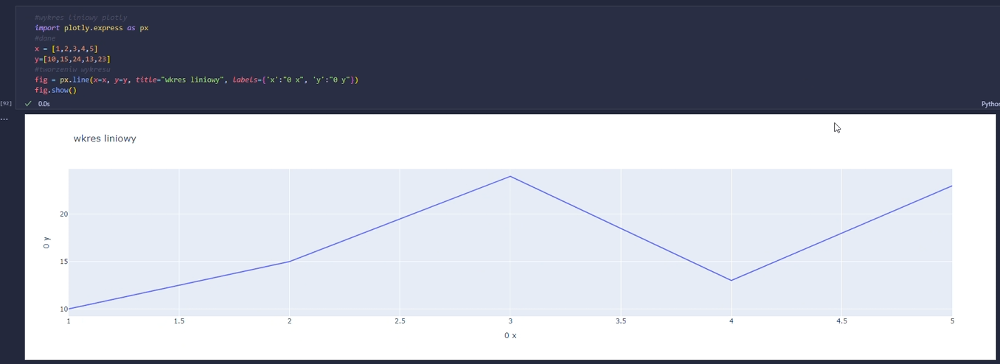 #wykres liniowy plotly
import plotly.express as px
#dane
x = [1,2,3,4,5]
y=[10,15,24,13,23]
#tworzeniu wykresu
fig = px.line(x=x, y=y, title="wkres liniowy", labels={'x':"0 x", 'y':"0 y"})
fig.show()
[92]
0.0s
Python
...
wkres liniowy
20
15
10
0 y
1
1.5
2
2.5
3
3.5
4
4.5
5
0 x